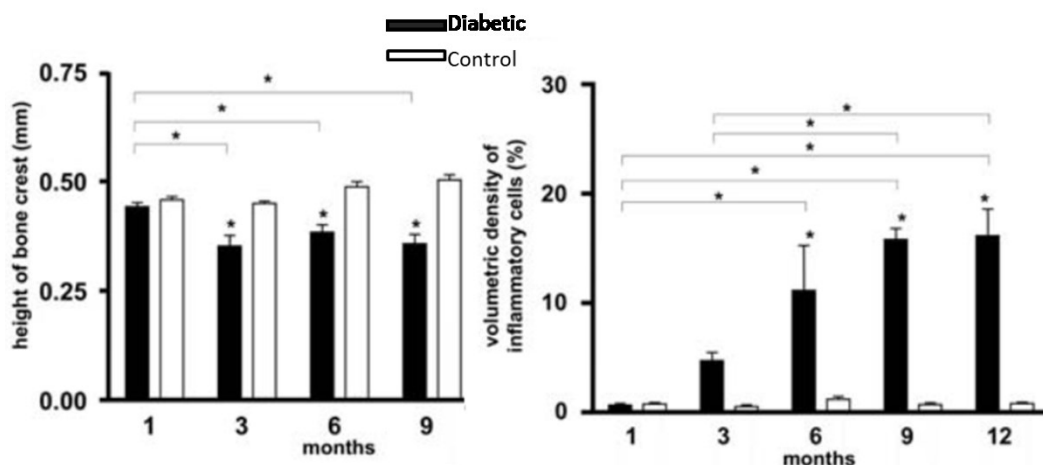 Diabetic
Control
height of bone crest (mm)
0.75
0.50
0.25
0.00
* * *
* * *
1 3 6 9
months
volumetric density of
inflammatory cells (%)
30
20
10
0
* * * * *
* * *
1 3 6 9 12
months